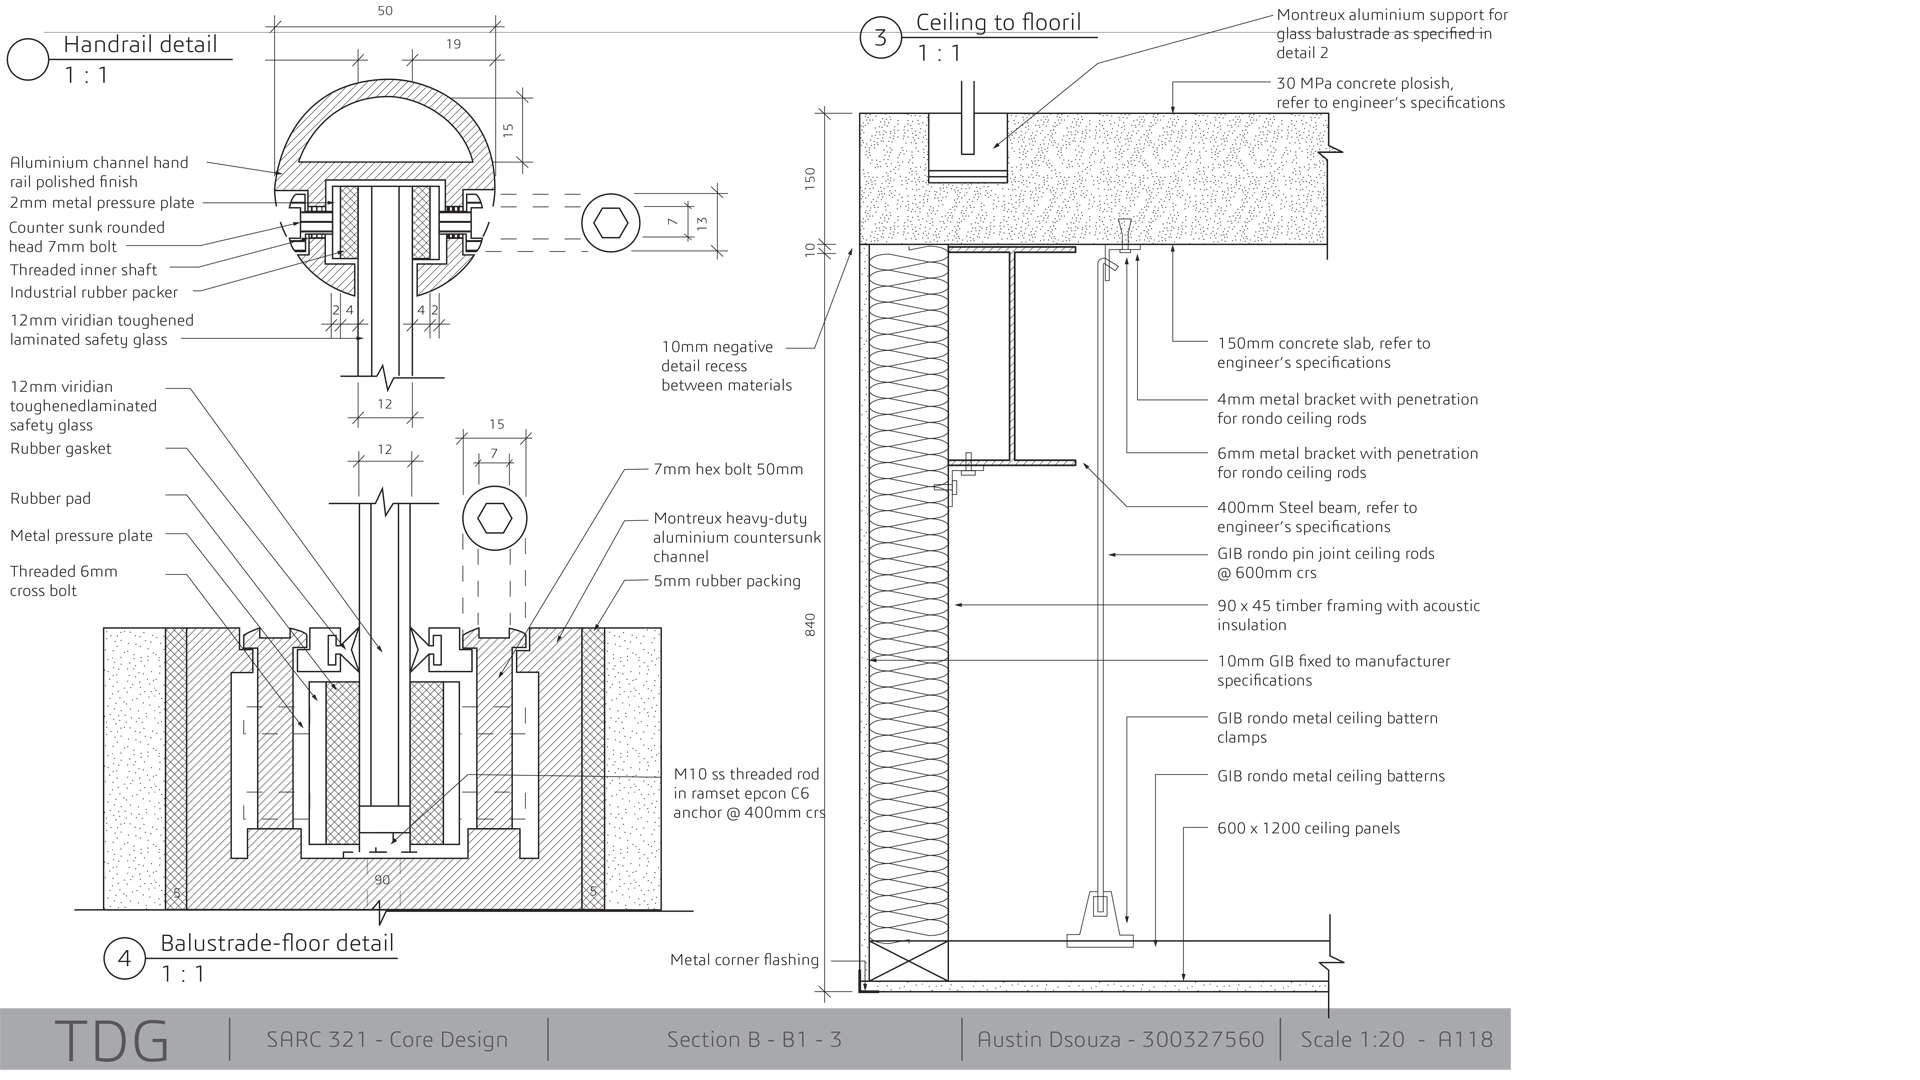 Handrail detail
1 : 1
50
19
15
Aluminium channel hand
rail polished finish
2mm metal pressure plate
Counter sunk rounded
head 7mm bolt
Threaded inner shaft
Industrial rubber packer
12mm viridian toughened
laminated safety glass
7
13
2
4
4
2
12
12mm viridian
toughenedlaminated
safety glass
Rubber gasket
Rubber pad
Metal pressure plate
Threaded 6mm
cross bolt
12
15
7
7mm hex bolt 50mm
Montreux heavy-duty
aluminium countersunk
channel
5mm rubber packing
M10 ss threaded rod
in ramset epcon C6
anchor @ 400mm crs
5
90
5
4
Balustrade-floor detail
1 : 1
3
Ceiling to flooril
1 : 1
Montreux aluminium support for
glass balustrade as specified in
detail 2
30 MPa concrete plosish,
refer to engineer's specifications
150
10
840
10mm negative
detail recess
between materials
150mm concrete slab, refer to
engineer's specifications
4mm metal bracket with penetration
for rondo ceiling rods
6mm metal bracket with penetration
for rondo ceiling rods
400mm Steel beam, refer to
engineer's specifications
GIB rondo pin joint ceiling rods
@ 600mm crs
90 x 45 timber framing with acoustic
insulation
10mm GIB fixed to manufacturer
specifications
GIB rondo metal ceiling battern
clamps
GIB rondo metal ceiling batterns
600 x 1200 ceiling panels
Metal corner flashing
TDG
SARC 321 - Core Design
Section B - B1 - 3
Austin Dsouza - 300327560
Scale 1:20 - A118